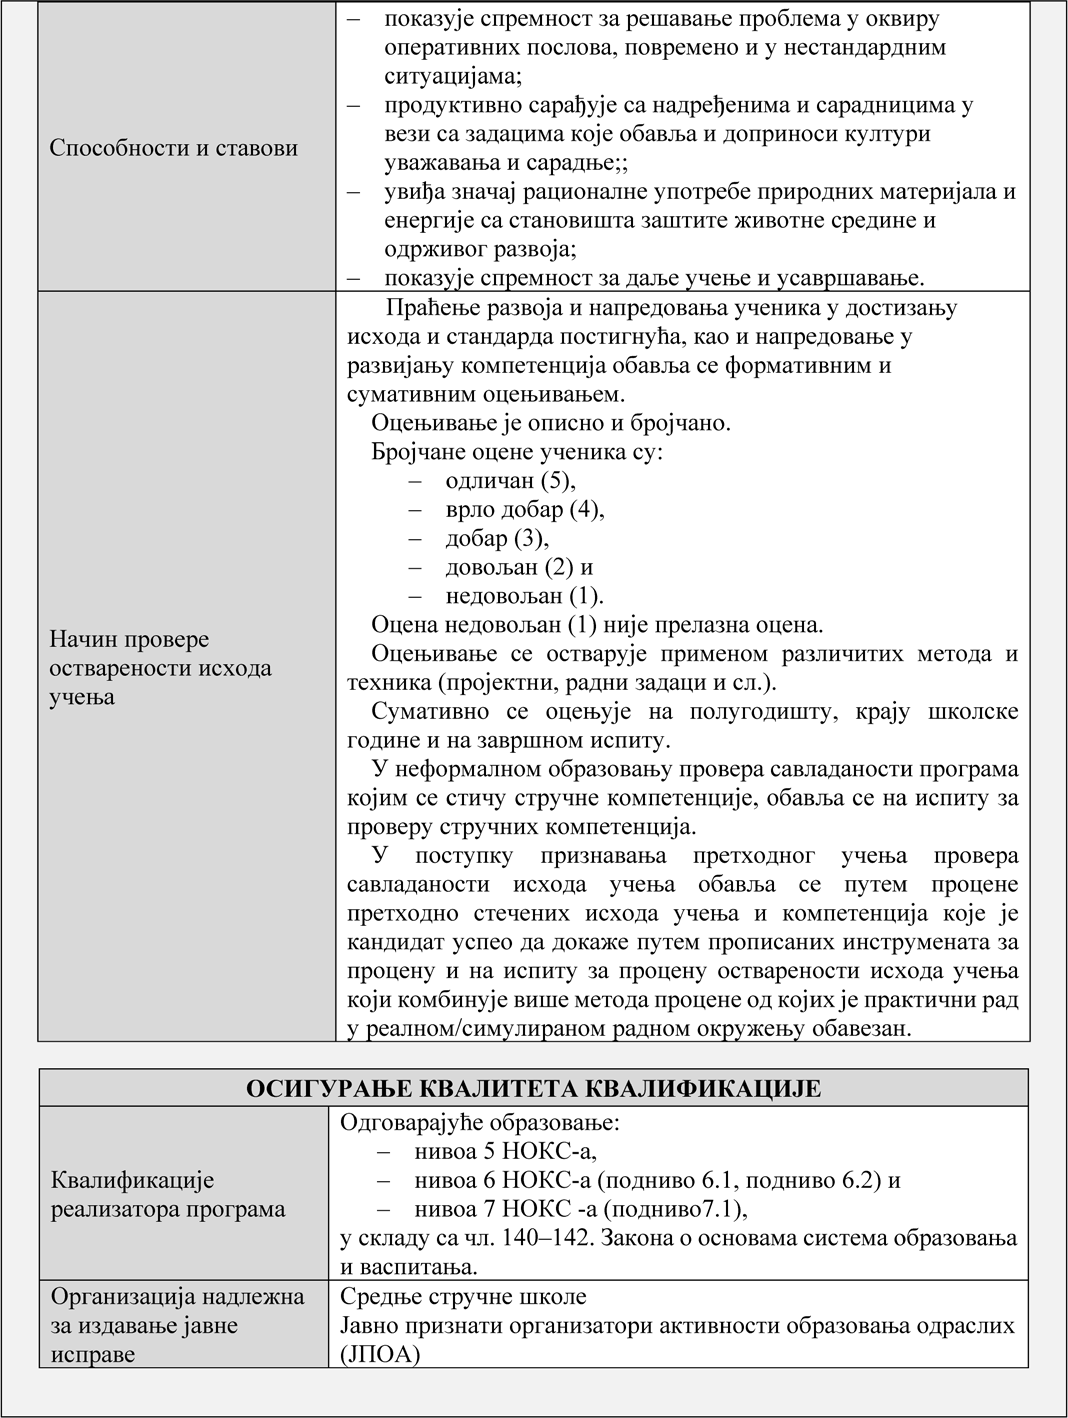 Способности и ставови
– показује спремност за решавање проблема у оквиру
оперативних послова, повремено и у нестандардним
ситуацијама;
– продуктивно сарађује са надређенима и сарадницима у
вези са задацима које обавља и доприноси култури
уважавања и сарадње;;
– увиђа значај рационалне употребе природних материјала и
енергије са становишта заштите животне средине и
одрживог развоја;
– показује спремност за даље учење и усавршавање.
Начин провере
остварености исхода
учења
Праћење развоја и напредовања ученика у достизању
исхода и стандарда постигнућа, као и напредовање у
развијању компетенција обавља се формативним и
сумативним оцењивањем.
Оцењивање је описно и бројчано.
Бројчане оцене ученика су:
– одличан (5),
– врло добар (4),
– добар (3),
– довољан (2) и
– недовољан (1).
Оцена недовољан (1) није прелазна оцена.
Оцењивање се остварује применом различитих метода и
техника (пројектни, радни задаци и сл.).
Сумативно се оцењује на полугодишту, крају школске
године и на завршном испиту.
У неформалном образовању провера савладаности програма
којим се стичу стручне компетенције, обавља се на испиту за
проверу стручних компетенција.
У поступку признавања претходног учења провера
савладаности исхода учења обавља се путем процене
претходно стечених исхода учења и компетенција које је
кандидат успео да докаже путем прописаних инструмената за
процену и на испиту за процену остварености исхода учења
који комбинује више метода процене од којих је практични рад
у реалном/симулираном радном окружењу обавезан.
ОСИГУРАЊЕ КВАЛИТЕТА КВАЛИФИКАЦИЈЕ
Квалификације
реализатора програма
Одговарајуће образовање:
– нивоа 5 НОКС-а,
– нивоа 6 НОКС-а (подниво 6.1, подниво 6.2) и
– нивоа 7 НОКС -а (подниво7.1),
у складу са чл. 140–142. Закона о основама система образовања
и васпитања.
Организација надлежна
за издавање јавне
исправе
Средње стручне школе
Јавно признати организатори активности образовања одраслих
(ЈПОА)